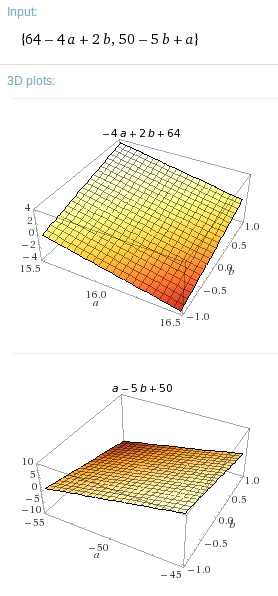 Input:
{64 − 4 a + 2 b, 50 − 5 b + a}
3D plots:
−4 a + 2 b + 64
4
2
0
−2
−4
15.5
16.0
a
16.5
−1.0
−0.5
0.0
b
0.5
1.0
a − 5 b + 50
10
5
0
−5
−10
−55
−50
a
−45
−1.0
−0.5
0.0
b
0.5
1.0